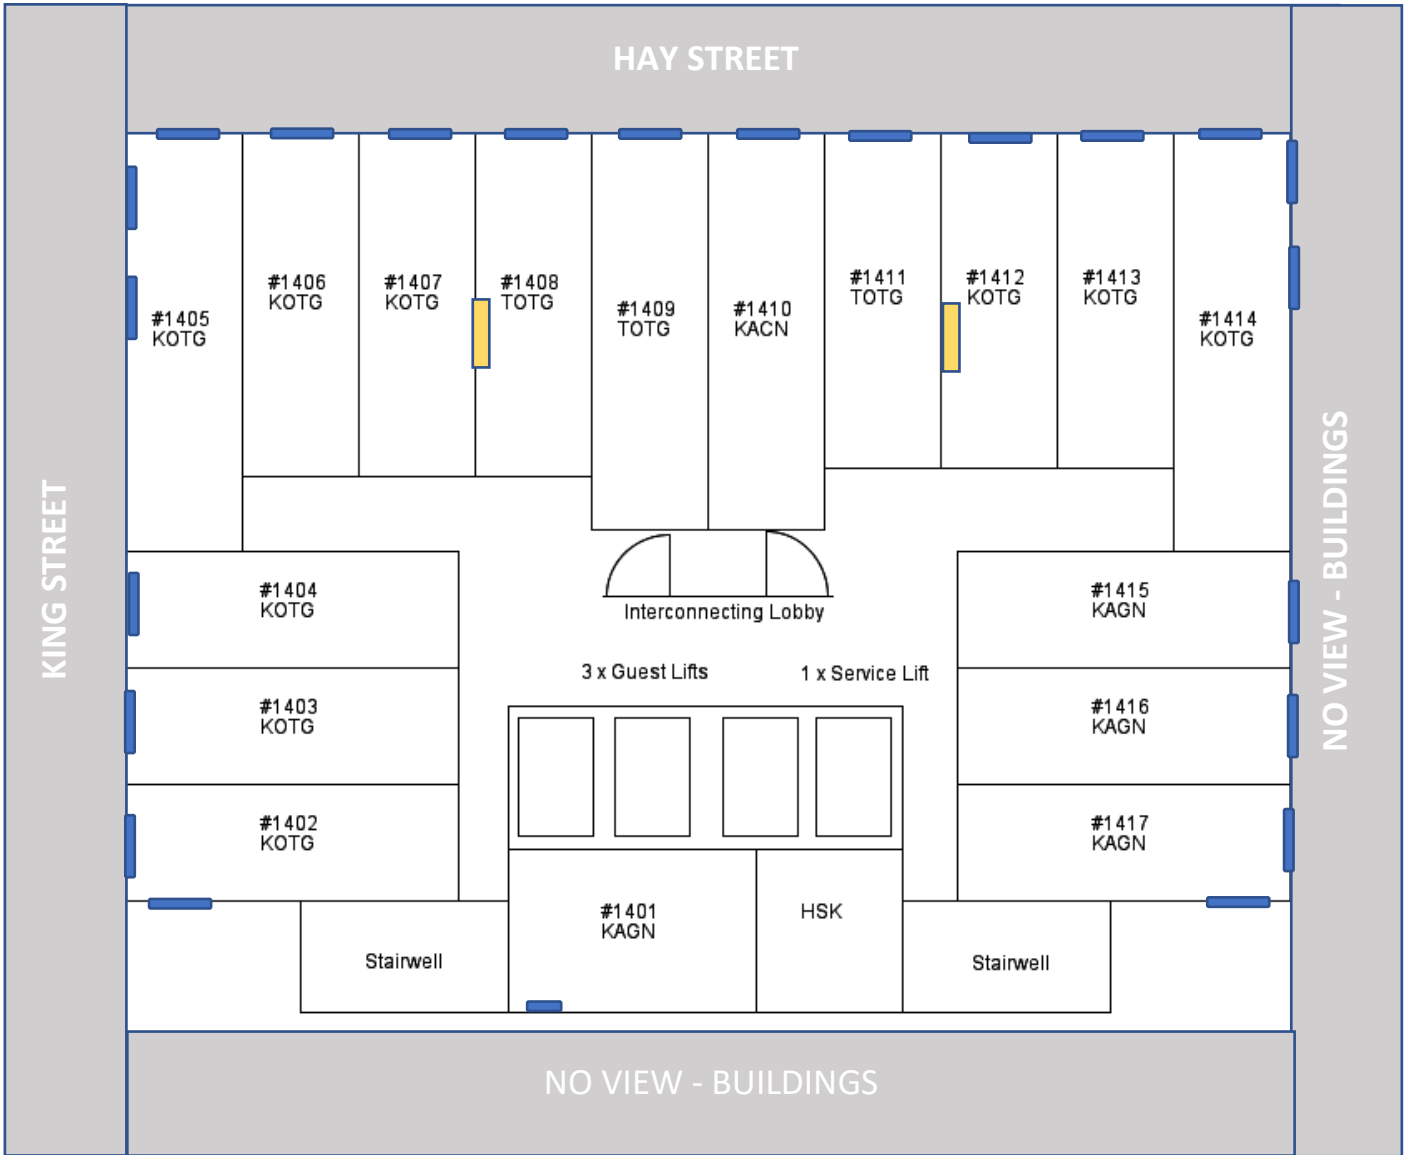 HAY STREET
#1405
KOTG
#1406
KOTG
#1407
KOTG
#1408
TOTG
#1409
TOTG
#1410
KACN
#1411
TOTG
#1412
KOTG
#1413
KOTG
#1414
KOTG
KING STREET
NO VIEW - BUILDINGS
#1404
KOTG
Interconnecting Lobby
#1415
KAGN
3 x Guest Lifts
1 x Service Lift
#1403
KOTG
#1416
KAGN
#1402
KOTG
#1417
KAGN
#1401
KAGN
HSK
Stairwell
Stairwell
NO VIEW - BUILDINGS